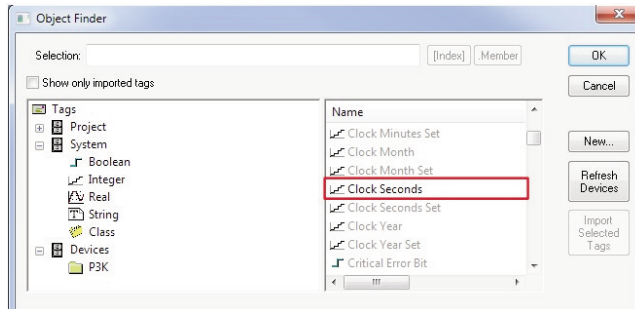 Object Finder
Selection:
[Index]
.Member
OK
Show only imported tags
Cancel
Tags
Project
System
Boolean
Integer
Real
String
Class
Devices
P3K
Name
Clock Minutes Set
Clock Month
Clock Month Set
Clock Seconds
Clock Seconds Set
Clock Year
Clock Year Set
Critical Error Bit
New...
Refresh
Devices
Import
Selected
Tags